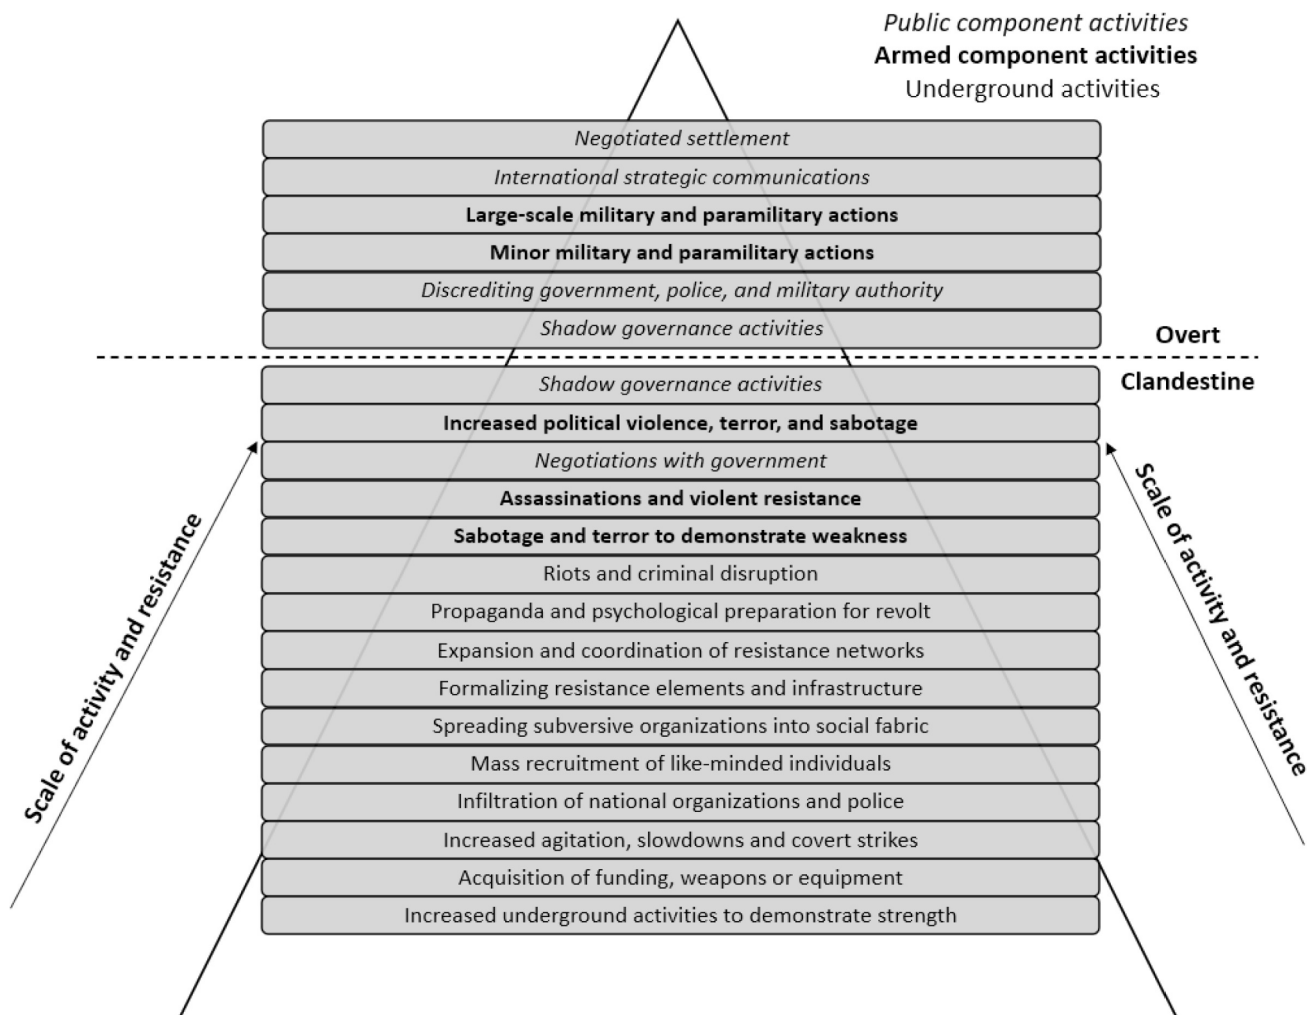 Public component activities
Armed component activities
Underground activities
Negotiated settlement
International strategic communications
Large-scale military and paramilitary actions
Minor military and paramilitary actions
Discrediting government, police, and military authority
Shadow governance activities
Overt
Clandestine
Shadow governance activities
Increased political violence, terror, and sabotage
Negotiations with government
Assassinations and violent resistance
Sabotage and terror to demonstrate weakness
Riots and criminal disruption
Propaganda and psychological preparation for revolt
Expansion and coordination of resistance networks
Formalizing resistance elements and infrastructure
Spreading subversive organizations into social fabric
Mass recruitment of like-minded individuals
Infiltration of national organizations and police
Increased agitation, slowdowns and covert strikes
Acquisition of funding, weapons or equipment
Increased underground activities to demonstrate strength
Scale of activity and resistance
Scale of activity and resistance